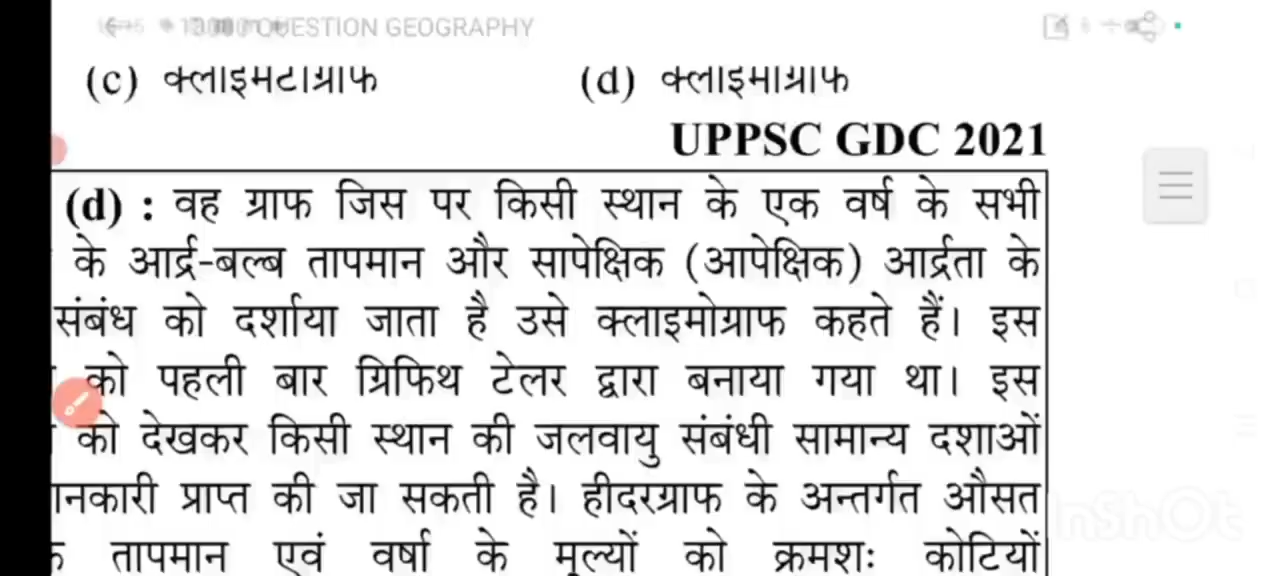 QUESTION GEOGRAPHY
(c) क्लाइमटाग्राफ (d) क्लाइमाग्राफ
UPPSC GDC 2021
(d) : वह ग्राफ जिस पर किसी स्थान के एक वर्ष के सभी
के आर्द्र-बल्ब तापमान और सापेक्षिक (आपेक्षिक) आर्द्रता के
संबंध को दर्शाया जाता है उसे क्लाइमोग्राफ कहते हैं। इस
को पहली बार ग्रिफिथ टेलर द्वारा बनाया गया था। इस
को देखकर किसी स्थान की जलवायु संबंधी सामान्य दशाओं
ानकारी प्राप्त की जा सकती है। हीदरग्राफ के अन्तर्गत औसत
तापमान एवं वर्षा के मूल्यों को क्रमशः कोटियों
InShOt